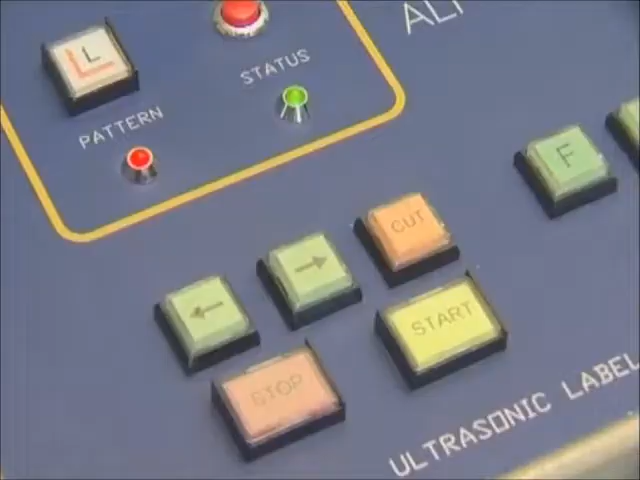 L
STATUS
PATTERN
F
CUT
→
←
START
STOP
ULTRASONIC LABEL